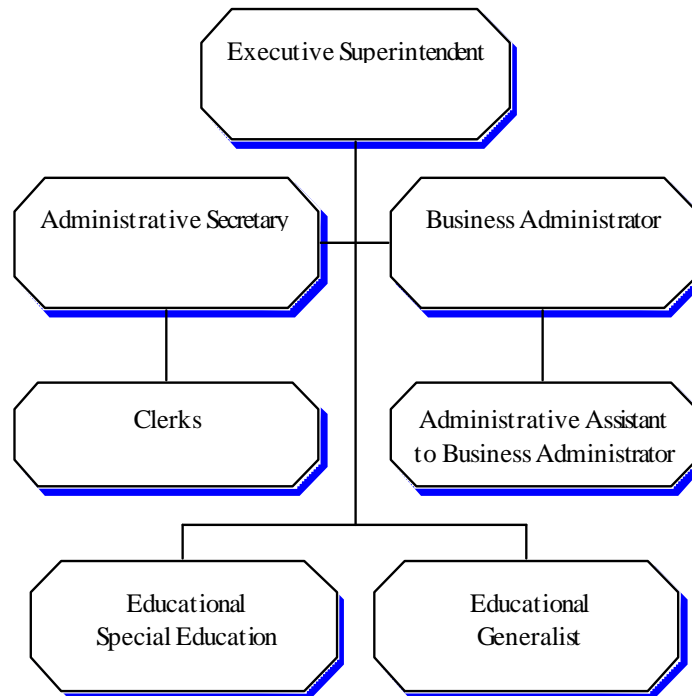 Executive Superintendent
Administrative Secretary
Business Administrator
Clerks
Administrative Assistant
to Business Administrator
Educational
Special Education
Educational
Generalist